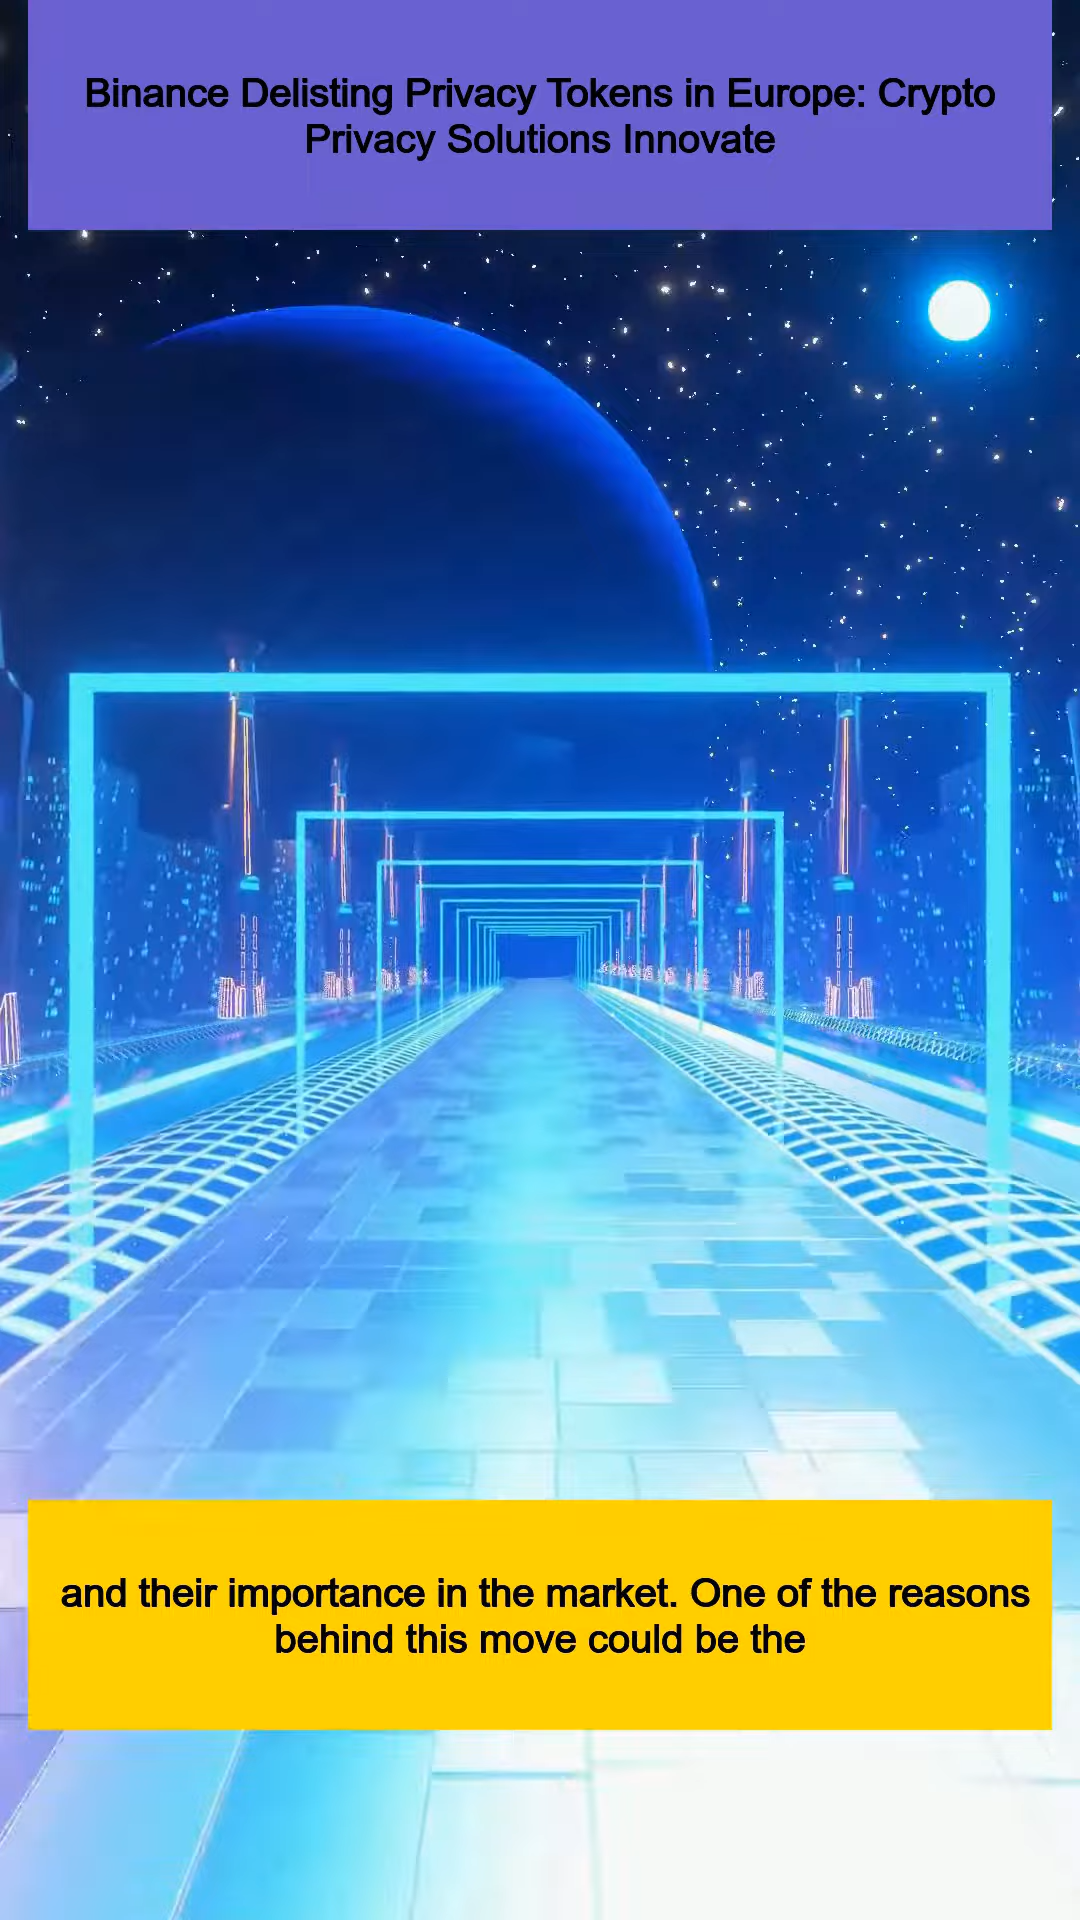 Binance Delisting Privacy Tokens in Europe: Crypto
Privacy Solutions Innovate
and their importance in the market. One of the reasons
behind this move could be the